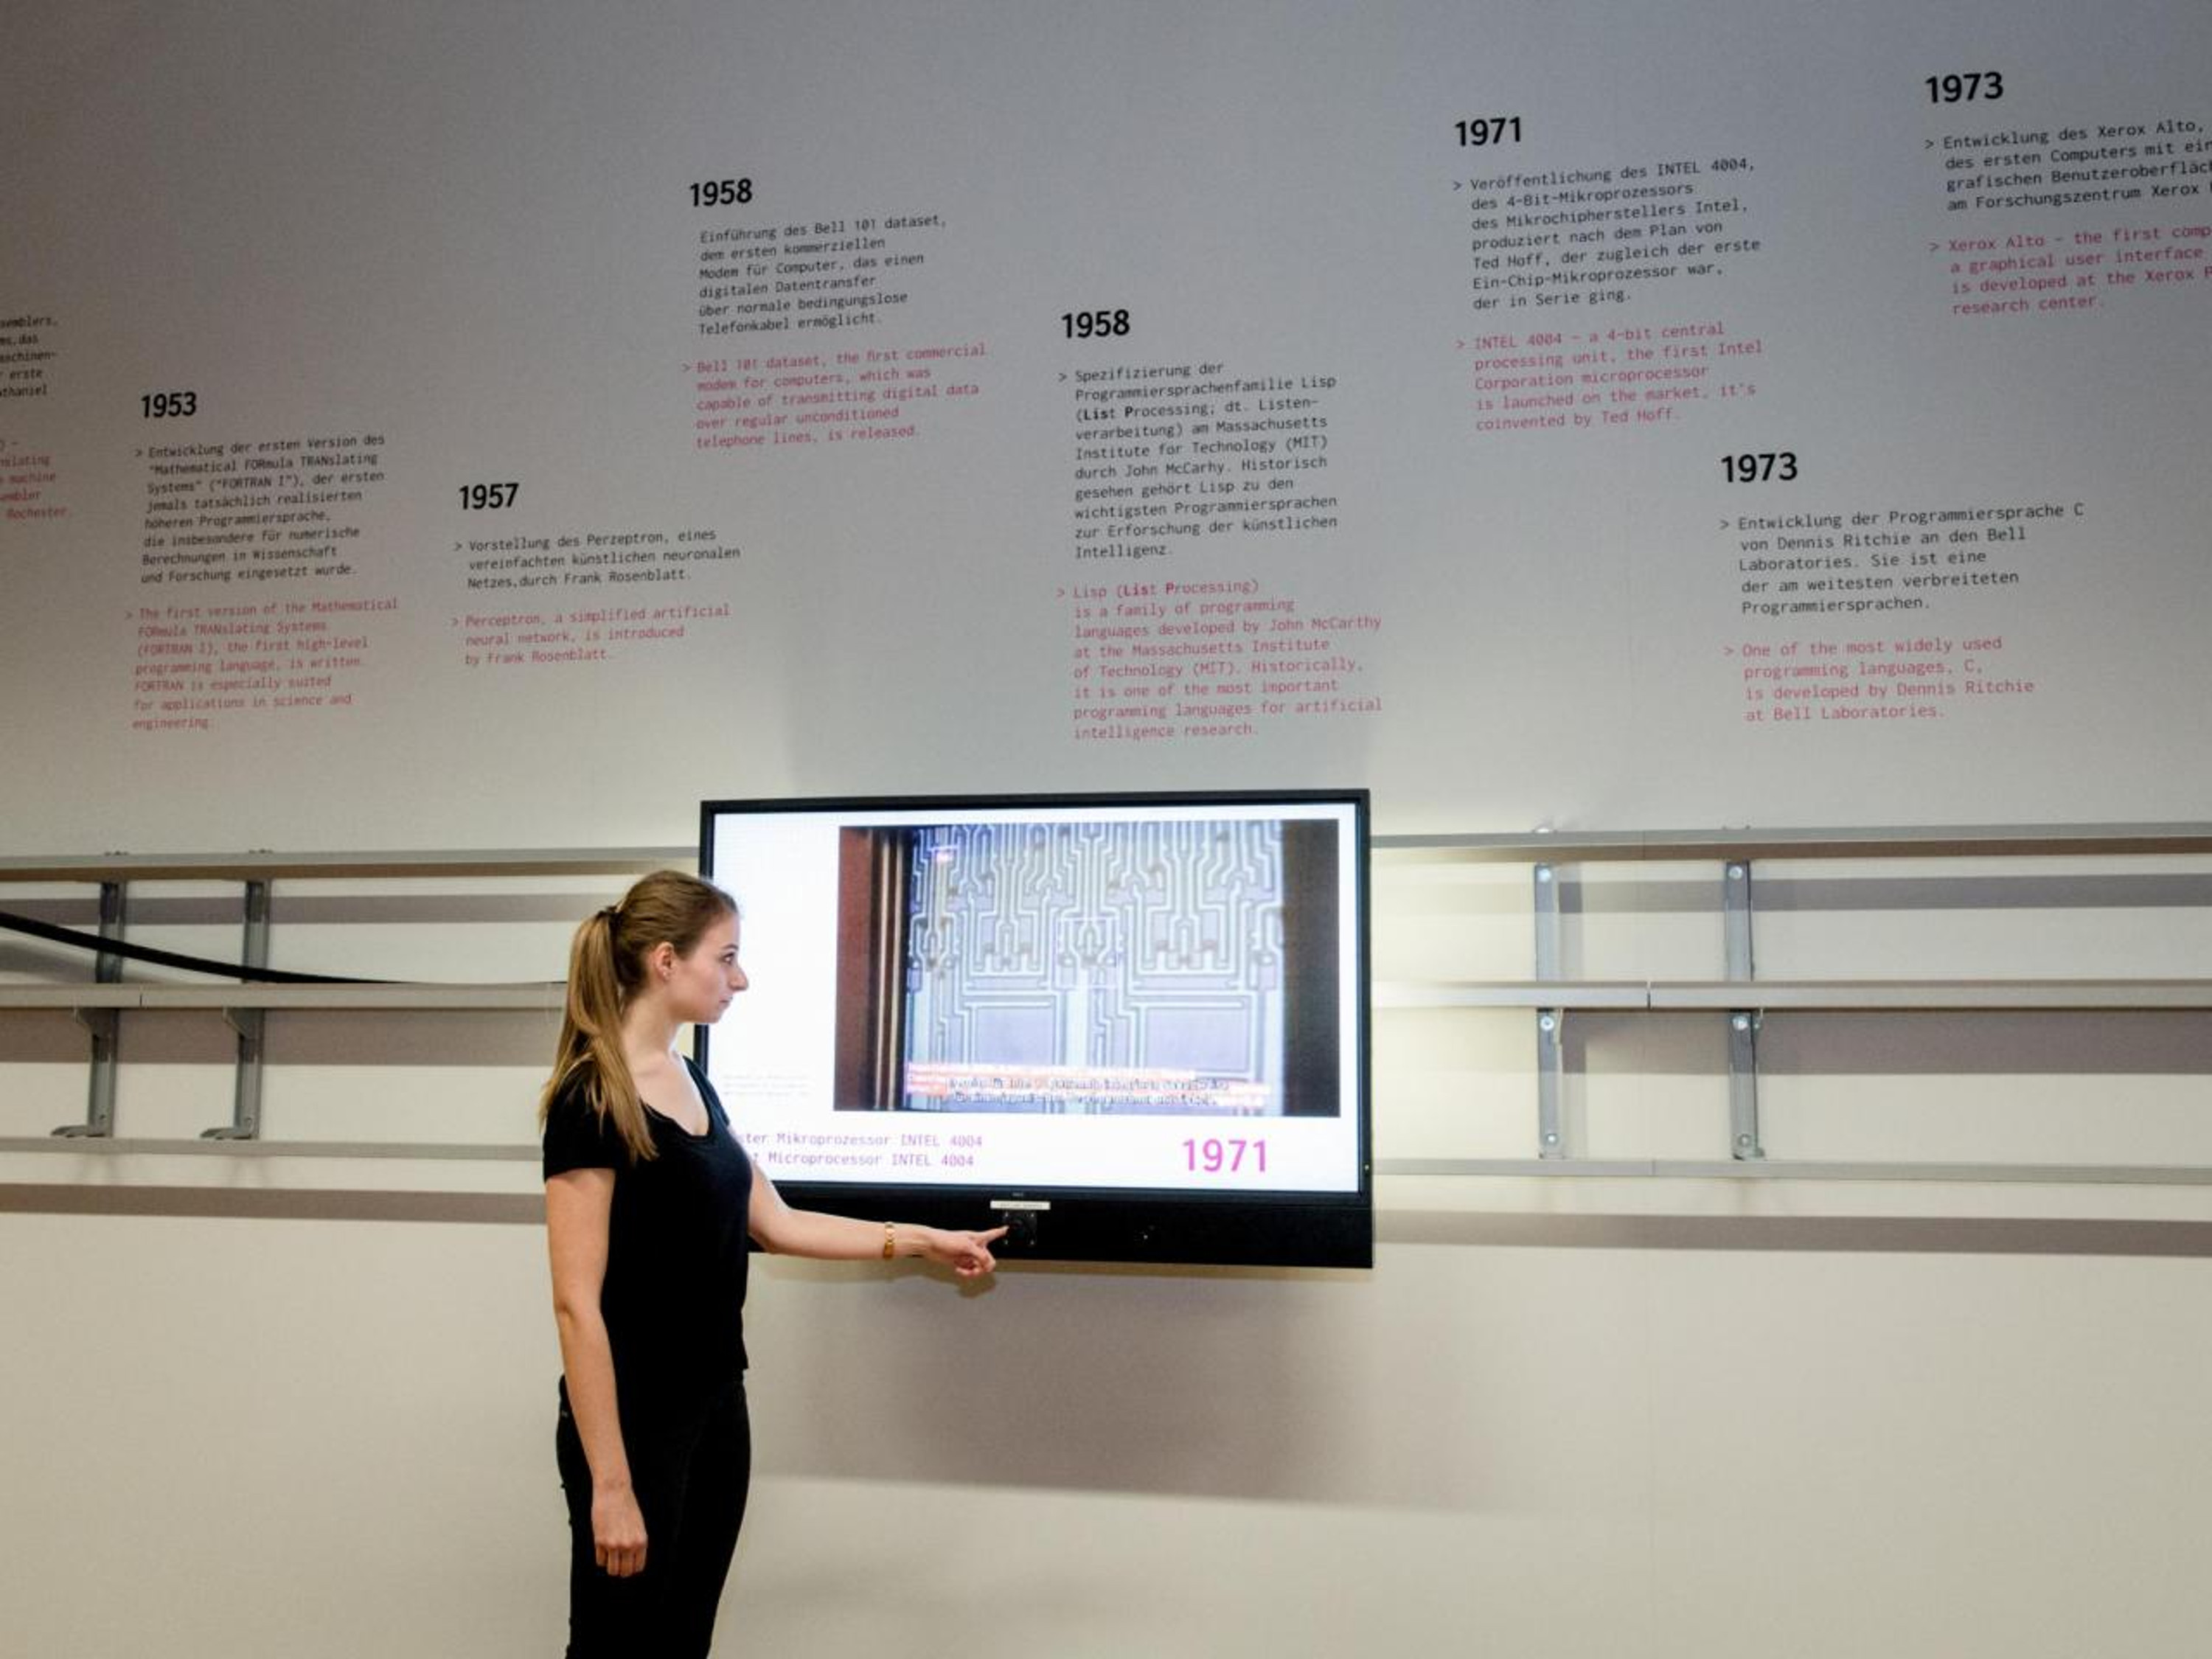 semblers,
das
aschinen-
erste
thaniel
nslating
machine
sembler
Rochester.
1953
> Entwicklung der ersten Version des
"Mathematical FORmula TRANslating
Systems" ("FORTRAN I"), der ersten
jemals tatsächlich realisierten
höheren Programmiersprache,
die insbesondere für numerische
Berechnungen in Wissenschaft
und Forschung eingesetzt wurde.
> The first version of the Mathematical
FORmula TRANslating Systems
(FORTRAN I), the first high-level
programming language, is written.
FORTRAN is especially suited
for applications in science and
engineering.
1957
> Vorstellung des Perzeptron, eines
vereinfachten künstlichen neuronalen
Netzes,durch Frank Rosenblatt.
> Perceptron, a simplified artificial
neural network, is introduced
by Frank Rosenblatt.
1958
Einführung des Bell 101 dataset,
dem ersten kommerziellen
Modem für Computer, das einen
digitalen Datentransfer
über normale bedingungslose
Telefonkabel ermöglicht.
> Bell 101 dataset, the first commercial
modem for computers, which was
capable of transmitting digital data
over regular unconditioned
telephone lines, is released.
1958
> Spezifizierung der
Programmiersprachenfamilie Lisp
(List Processing; dt. Listen-
verarbeitung) am Massachusetts
Institute for Technology (MIT)
durch John McCarhy. Historisch
gesehen gehört Lisp zu den
wichtigsten Programmiersprachen
zur Erforschung der künstlichen
Intelligenz.
> Lisp (List Processing)
is a family of programming
languages developed by John McCarthy
at the Massachusetts Institute
of Technology (MIT). Historically,
it is one of the most important
programming languages for artificial
intelligence research.
1971
> Veröffentlichung des INTEL 4004,
des 4-Bit-Mikroprozessors
des Mikrochipherstellers Intel,
produziert nach dem Plan von
Ted Hoff, der zugleich der erste
Ein-Chip-Mikroprozessor war,
der in Serie ging.
> INTEL 4004 – a 4-bit central
processing unit, the first Intel
Corporation microprocessor
is launched on the market, it's
coinvented by Ted Hoff.
1973
> Entwicklung der Programmiersprache C
von Dennis Ritchie an den Bell
Laboratories. Sie ist eine
der am weitesten verbreiteten
Programmiersprachen.
> One of the most widely used
programming languages, C,
is developed by Dennis Ritchie
at Bell Laboratories.
1973
> Entwicklung des Xerox Alto,
des ersten Computers mit ein
grafischen Benutzeroberfläc
am Forschungszentrum Xerox
> Xerox Alto – the first comp
a graphical user interface
is developed at the Xerox P
research center.
ster Mikroprozessor INTEL 4004
t Microprocessor INTEL 4004
1971